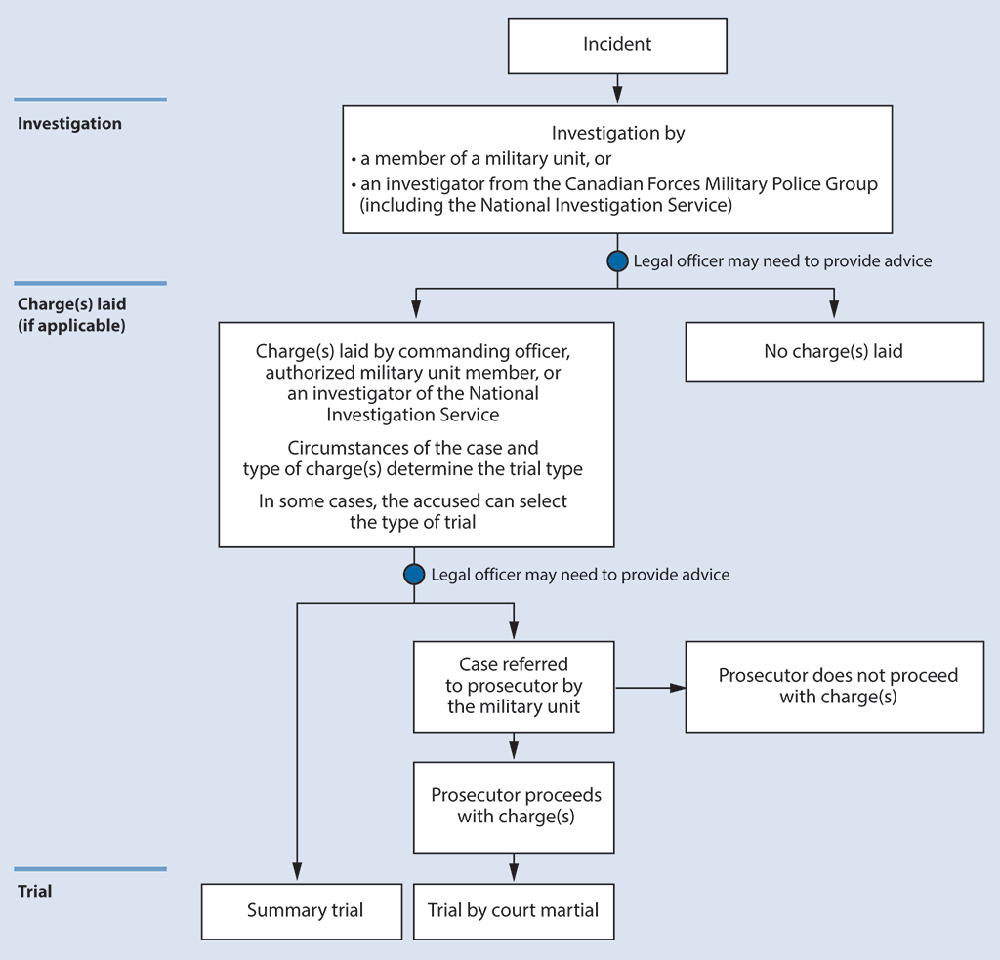 Incident
Investigation
Investigation by
• a member of a military unit, or
• an investigator from the Canadian Forces Military Police Group
(including the National Investigation Service)
Legal officer may need to provide advice
Charge(s) laid
(if applicable)
Charge(s) laid by commanding officer,
authorized military unit member, or
an investigator of the National
Investigation Service
Circumstances of the case and
type of charge(s) determine the trial type
In some cases, the accused can select
the type of trial
No charge(s) laid
Legal officer may need to provide advice
Case referred
to prosecutor by
the military unit
Prosecutor does not proceed
with charge(s)
Prosecutor proceeds
with charge(s)
Trial
Summary trial
Trial by court martial